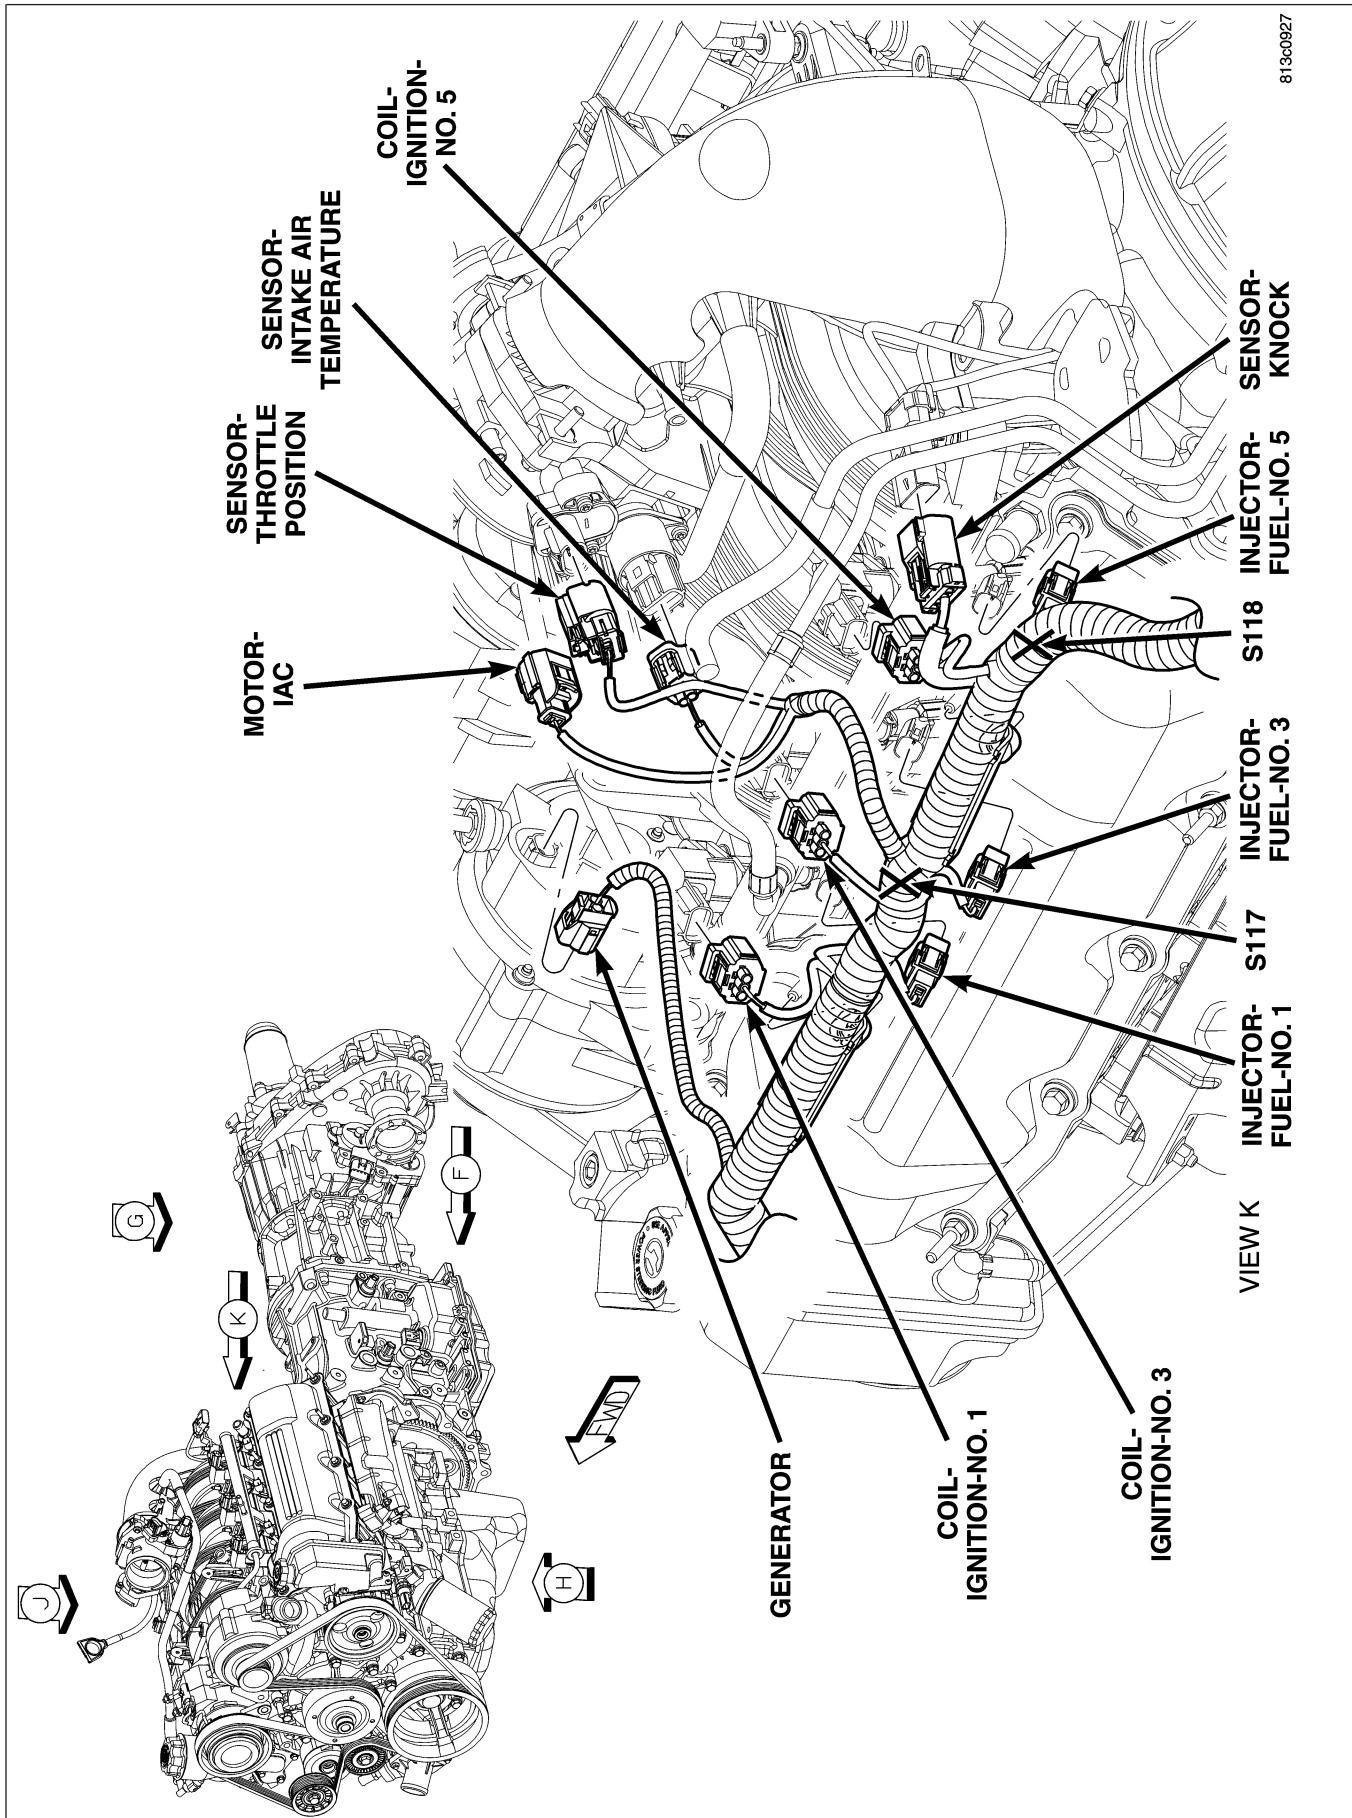 COIL-
IGNITION-
NO. 5
SENSOR-
INTAKE AIR
TEMPERATURE
SENSOR-
THROTTLE
POSITION
MOTOR-
IAC
SENSOR-
KNOCK
INJECTOR-
FUEL-NO. 5
S118
INJECTOR-
FUEL-NO. 3
S117
INJECTOR-
FUEL-NO. 1
VIEW K
GENERATOR
COIL-
IGNITION-NO. 1
COIL-
IGNITION-NO. 3
FWD
J
G
K
F
H
813c0927